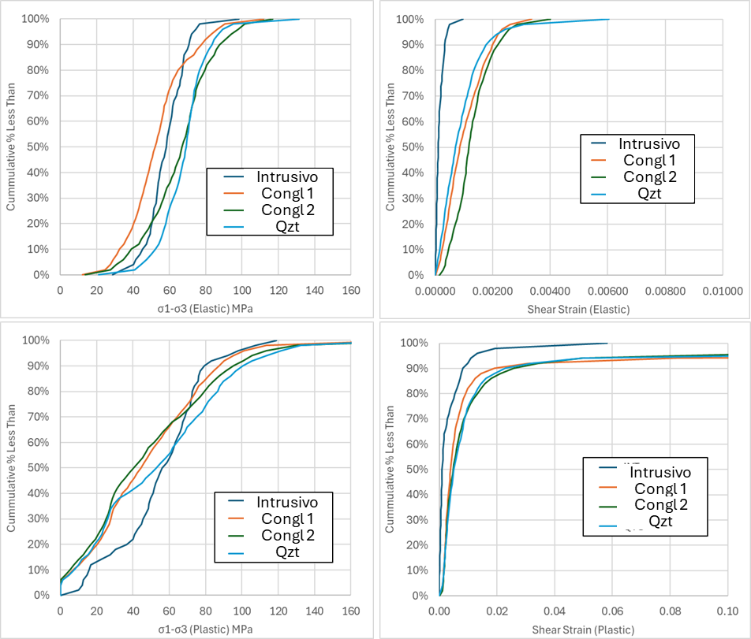 100%
90%
80%
70%
60%
50%
40%
30%
20%
10%
0%
Cummulative % Less Than
Intrusivo
Congl 1
Congl 2
Qzt
0 20 40 60 80 100 120 140 160
σ1-σ3 (Elastic) MPa
100%
90%
80%
70%
60%
50%
40%
30%
20%
10%
0%
Cummulative % Less Than
Intrusivo
Congl 1
Congl 2
Qzt
0.00000 0.00200 0.00400 0.00600 0.00800 0.01000
Shear Strain (Elastic)
100%
90%
80%
70%
60%
50%
40%
30%
20%
10%
0%
Cummulative % Less Than
Intrusivo
Congl 1
Congl 2
Qzt
0 20 40 60 80 100 120 140 160
σ1-σ3 (Plastic) MPa
100%
90%
80%
70%
60%
50%
40%
30%
20%
10%
0%
Cummulative % Less Than
Intrusivo
Congl 1
Congl 2
Qzt
0.00 0.02 0.04 0.06 0.08 0.10
Shear Strain (Plastic)